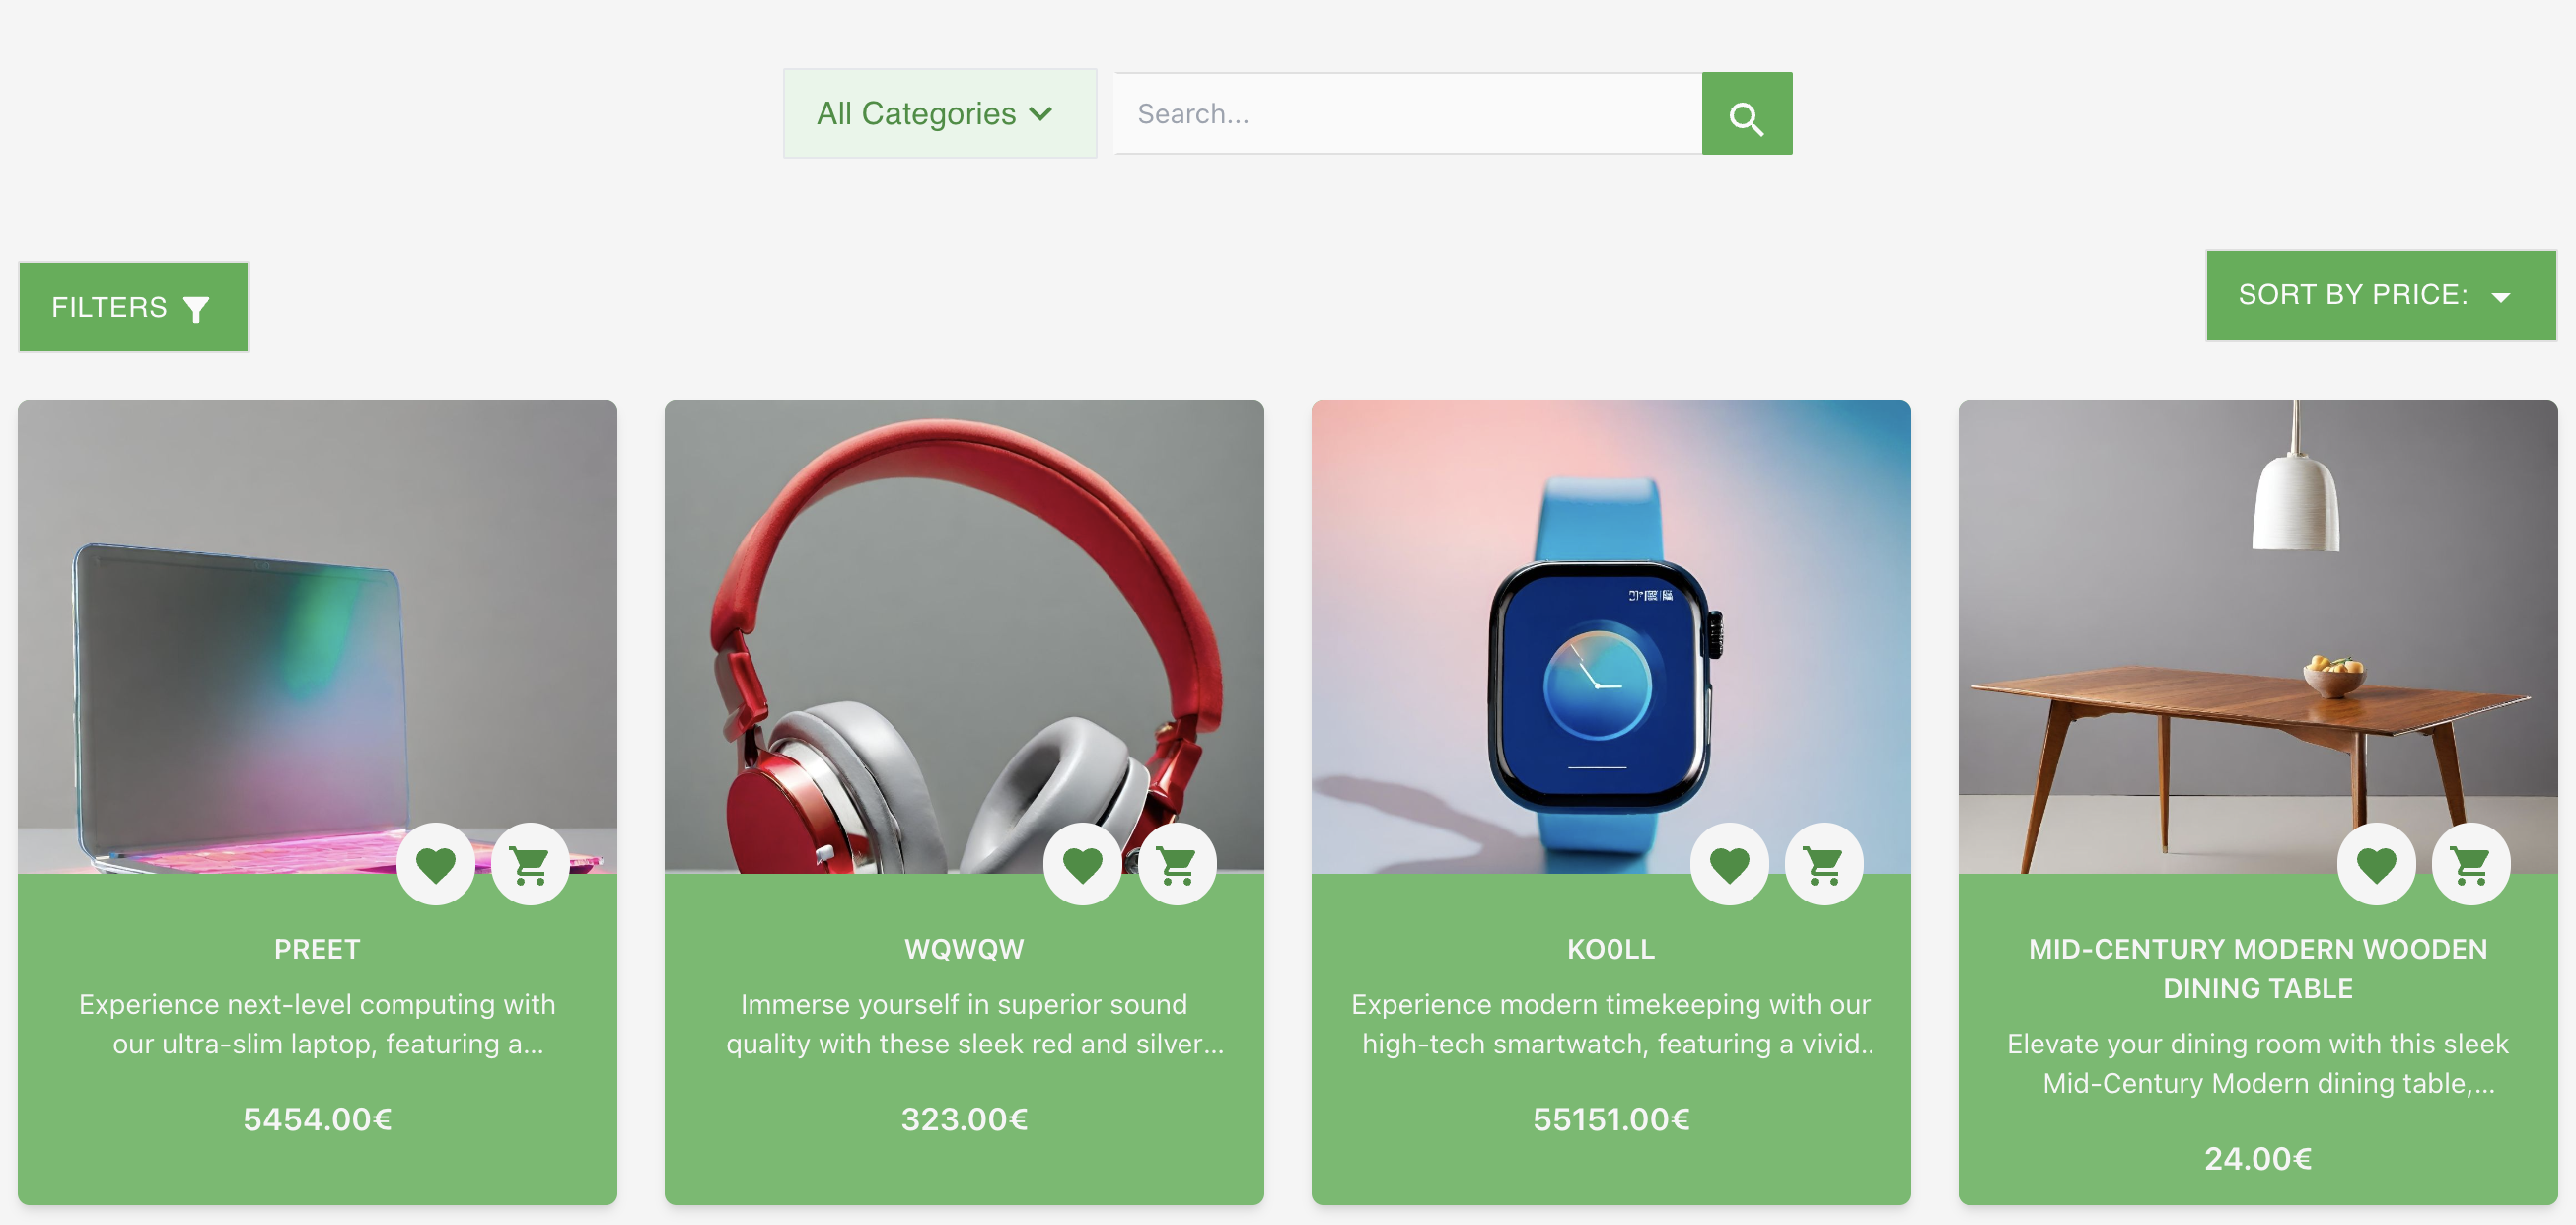 All Categories
Search...
FILTERS
SORT BY PRICE:
PREET
Experience next-level computing with
our ultra-slim laptop, featuring a...
5454.00€
WQWQW
Immerse yourself in superior sound
quality with these sleek red and silver...
323.00€
KO0LL
Experience modern timekeeping with our
high-tech smartwatch, featuring a vivid..
55151.00€
MID-CENTURY MODERN WOODEN
DINING TABLE
Elevate your dining room with this sleek
Mid-Century Modern dining table,...
24.00€